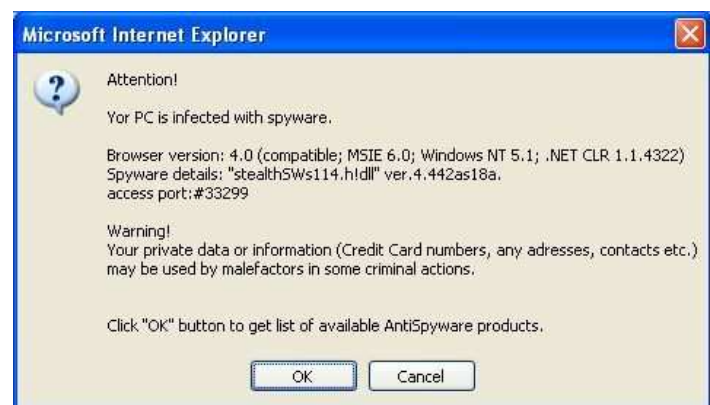 Microsoft Internet Explorer
Attention!
Yor PC is infected with spyware.
Browser version: 4.0 (compatible; MSIE 6.0; Windows NT 5.1; .NET CLR 1.1.4322)
Spyware details: "stealthSWs114.h!dll" ver.4.442as18a.
access port:#33299
Warning!
Your private data or information (Credit Card numbers, any adresses, contacts etc.)
may be used by malefactors in some criminal actions.
Click "OK" button to get list of available AntiSpyware products.
OK
Cancel